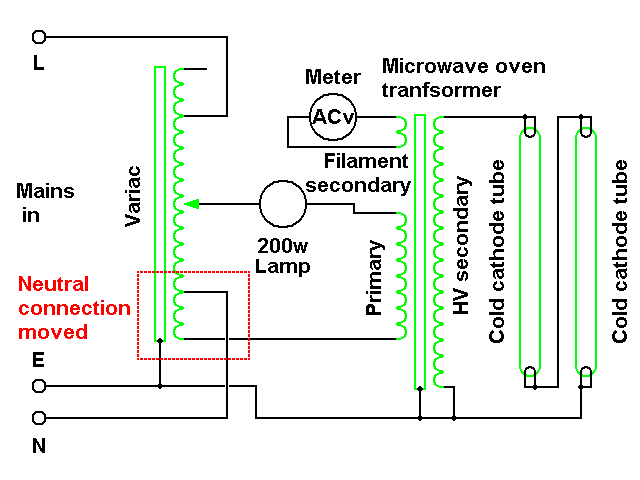 L
Meter
Microwave oven
tranfsormer
ACv
Filament
secondary
Mains
in
Variac
200w
Lamp
Primary
HV secondary
Cold cathode tube
Cold cathode tube
Neutral
connection
moved
E
N